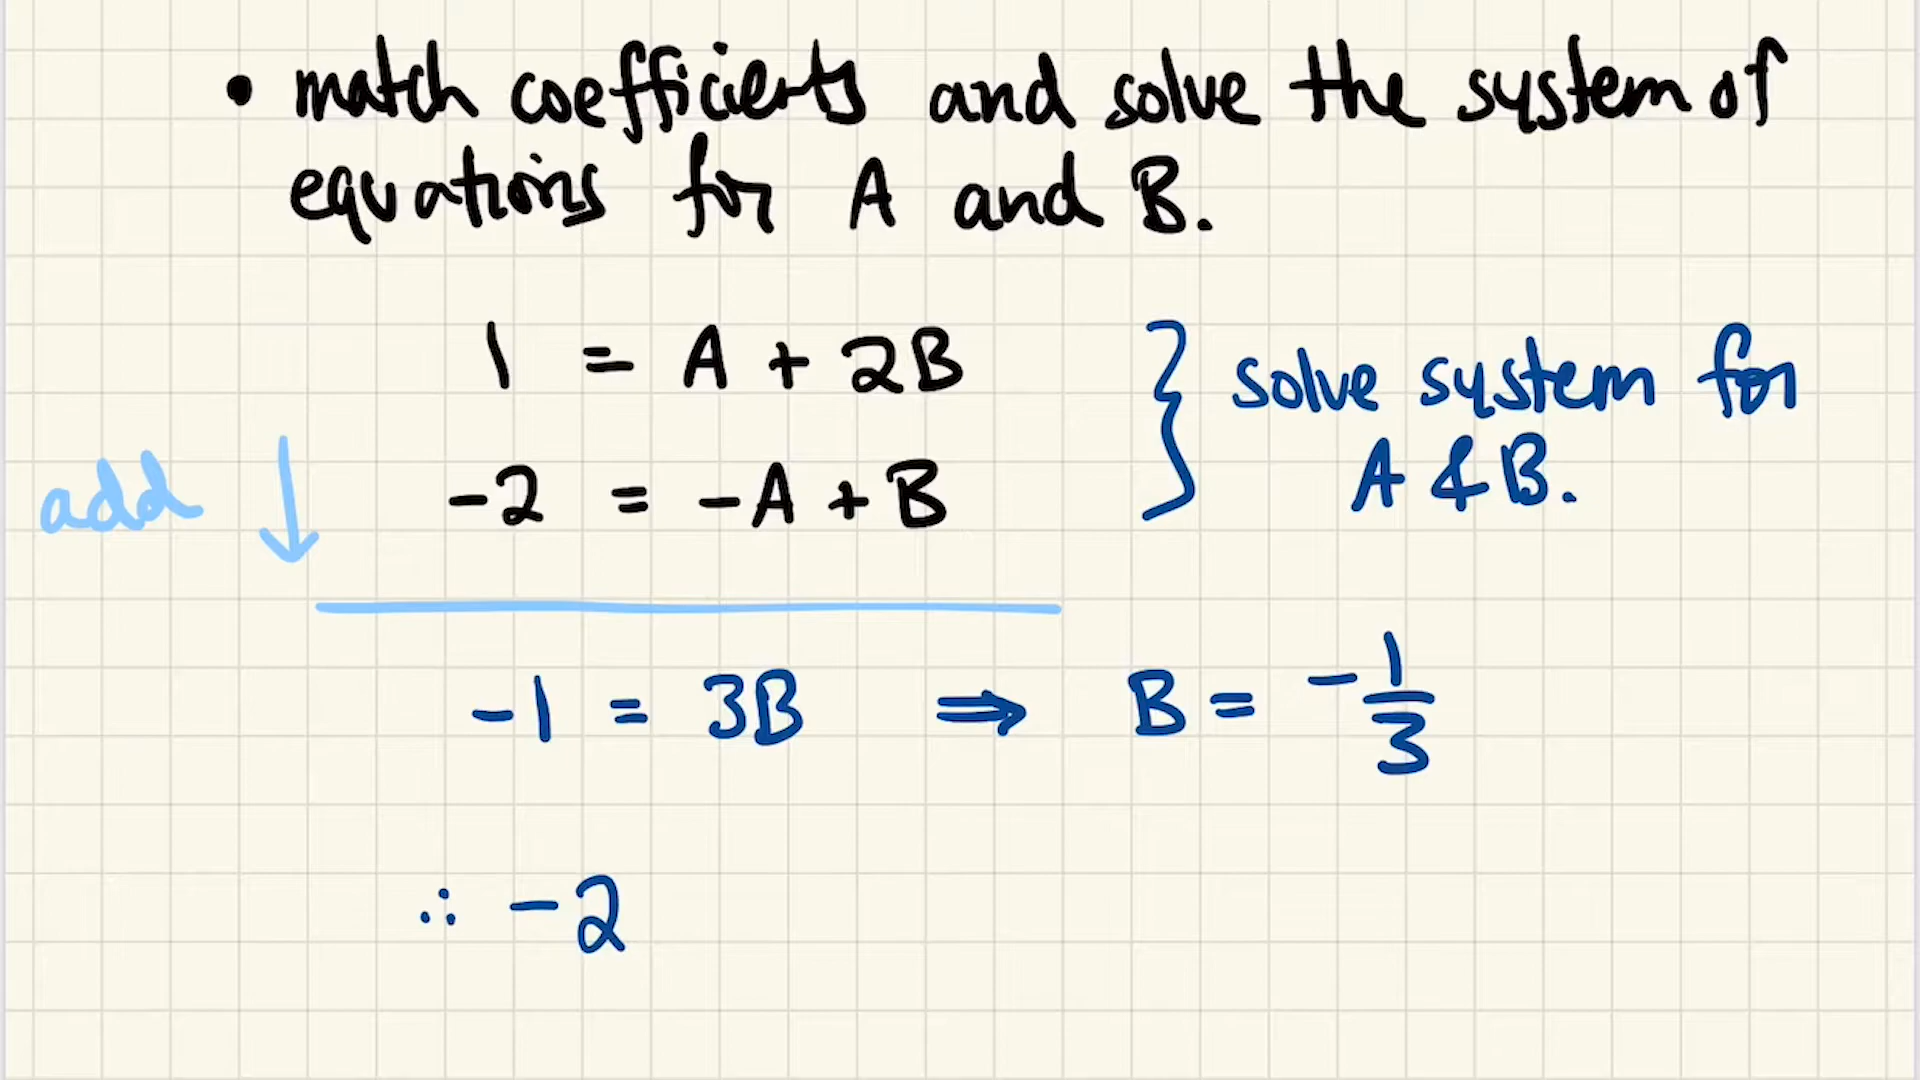 • match coefficients and solve the system of
equations for A and B.
1 = A + 2B
-2 = -A + B
} solve system for
A & B.
add ↓
-1 = 3B ⇒ B = -1/3
∴ -2